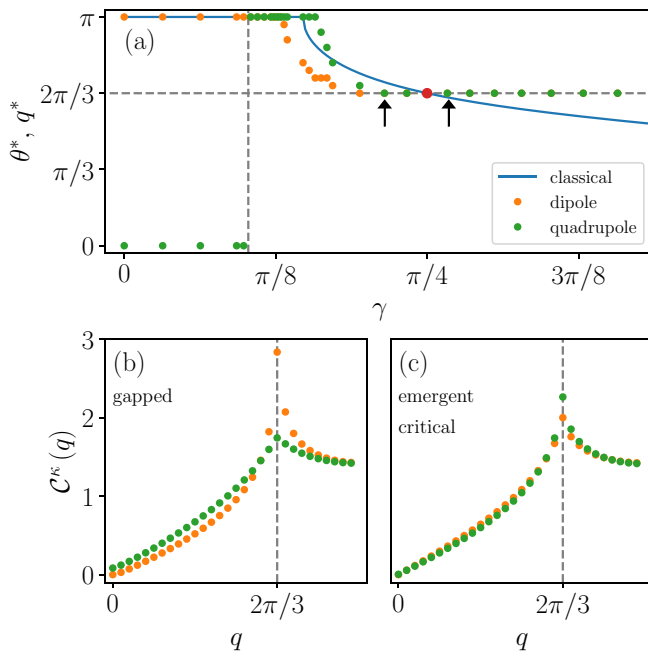 (a)
π
2π/3
π/3
0
θ*, q*
classical
dipole
quadrupole
0
π/8
π/4
3π/8
γ
(b)
gapped
3
2
1
0
C^κ(q)
0
2π/3
q
(c)
emergent
critical
0
2π/3
q